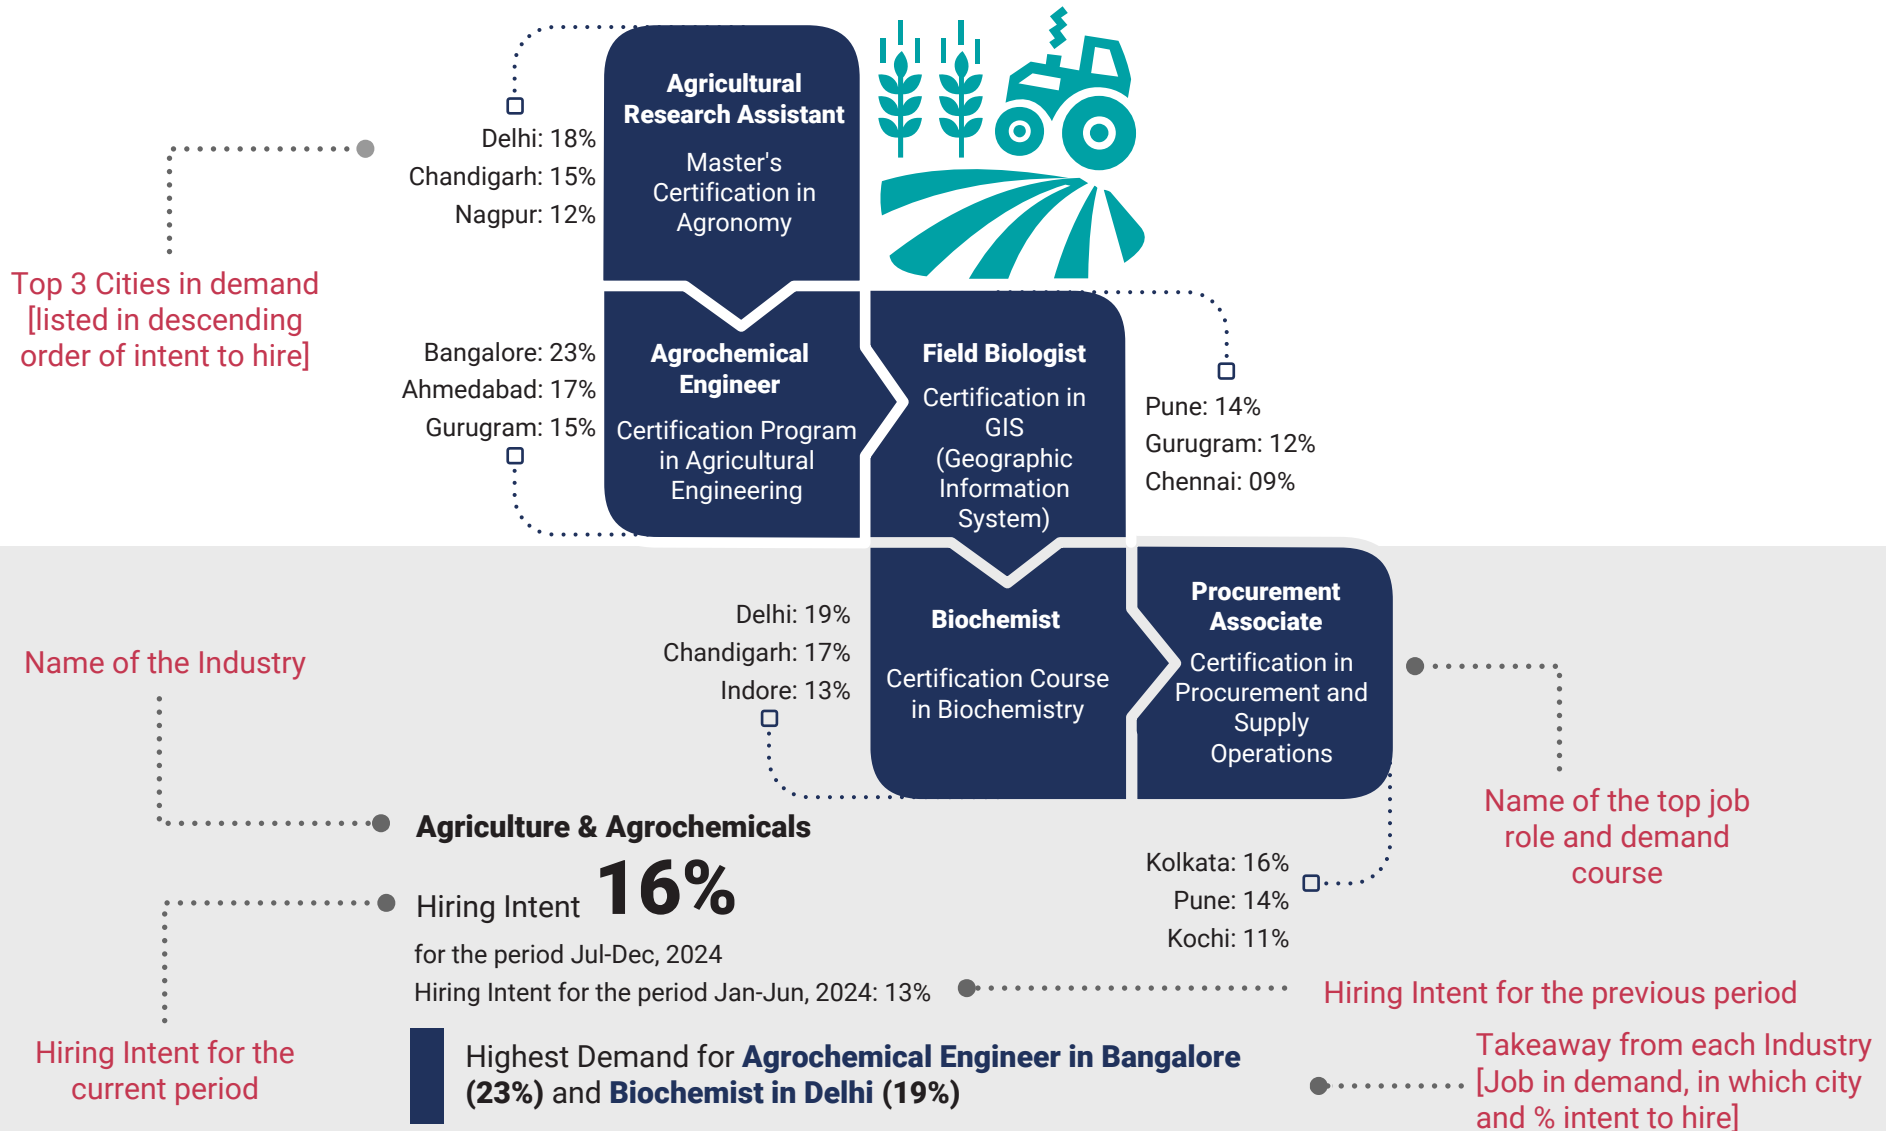 Agricultural
Research Assistant
Master's
Certification in
Agronomy
Delhi: 18%
Chandigarh: 15%
Nagpur: 12%
Top 3 Cities in demand
[listed in descending
order of intent to hire]
Bangalore: 23%
Ahmedabad: 17%
Gurugram: 15%
Agrochemical
Engineer
Certification Program
in Agricultural
Engineering
Field Biologist
Certification in
GIS
(Geographic
Information
System)
Pune: 14%
Gurugram: 12%
Chennai: 09%
Delhi: 19%
Chandigarh: 17%
Indore: 13%
Biochemist
Certification Course
in Biochemistry
Procurement
Associate
Certification in
Procurement and
Supply
Operations
Name of the Industry
Name of the top job
role and demand
course
Agriculture & Agrochemicals
Hiring Intent 16%
for the period Jul-Dec, 2024
Hiring Intent for the period Jan-Jun, 2024: 13%
Kolkata: 16%
Pune: 14%
Kochi: 11%
Hiring Intent for the previous period
Hiring Intent for the
current period
Highest Demand for Agrochemical Engineer in Bangalore
(23%) and Biochemist in Delhi (19%)
Takeaway from each Industry
[Job in demand, in which city
and % intent to hire]